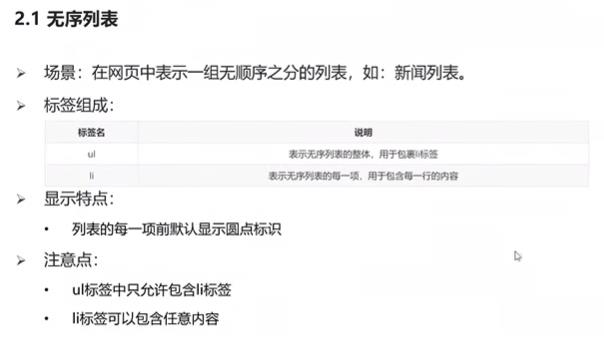 2.1 无序列表
场景：在网页中表示一组无顺序之分的列表，如：新闻列表。
标签组成：
标签名 说明
ul 表示无序列表的整体，用于包裹li标签
li 表示无序列表的每一项，用于包含每一行的内容
显示特点：
列表的每一项前默认显示圆点标识
注意点：
ul标签中只允许包含li标签
li标签可以包含任意内容